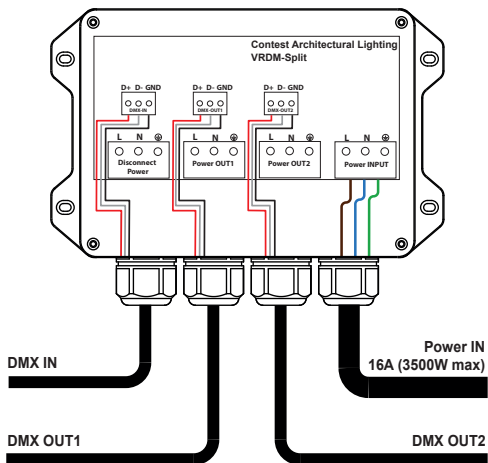 Contest Architectural Lighting
VRDM-Split
D+ D- GND
DMX-IN
D+ D- GND
DMX-OUT1
D+ D- GND
DMX-OUT2
L N
Disconnect
Power
L N
Power OUT1
L N
Power OUT2
L N
Power INPUT
DMX IN
Power IN
16A (3500W max)
DMX OUT1
DMX OUT2